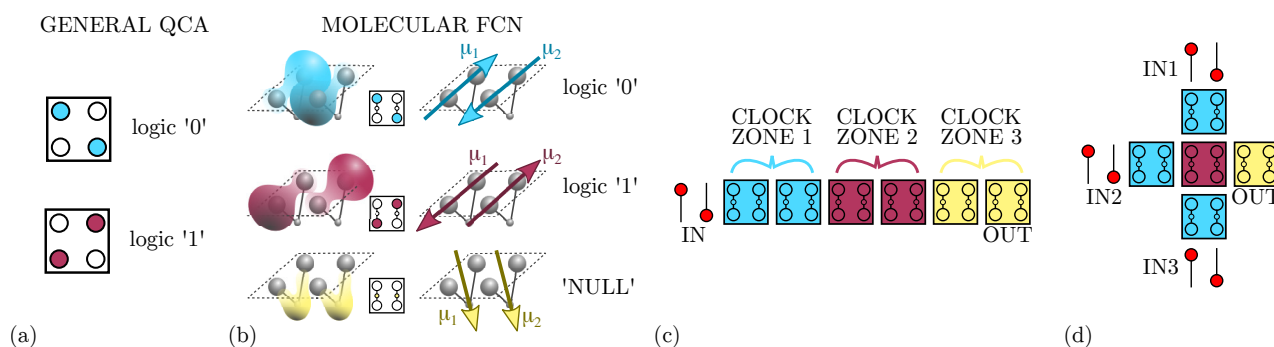 GENERAL QCA
logic '0'
logic '1'
(a)
MOLECULAR FCN
μ1 μ2
logic '0'
μ1 μ2
logic '1'
μ1 μ2
'NULL'
(b)
CLOCK
ZONE 1
CLOCK
ZONE 2
CLOCK
ZONE 3
IN
OUT
(c)
IN1
IN2
OUT
IN3
(d)